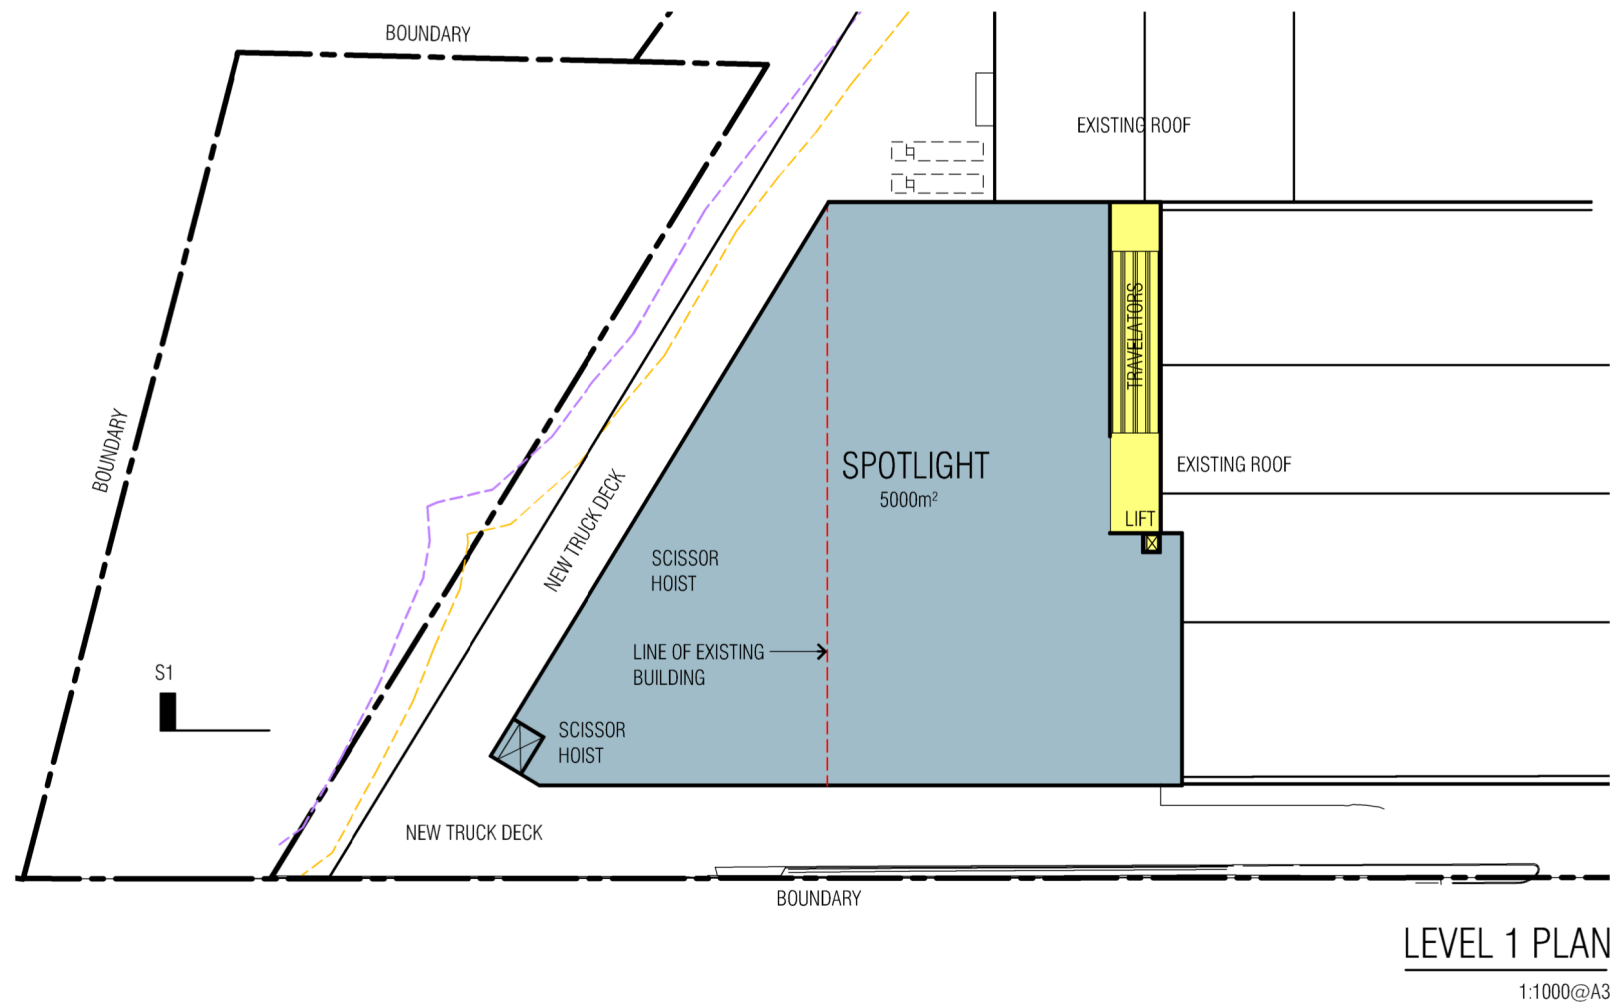 BOUNDARY
EXISTING ROOF
TRAVELATORS
BOUNDARY
SPOTLIGHT
5000m²
EXISTING ROOF
LIFT
NEW TRUCK DECK
SCISSOR
HOIST
LINE OF EXISTING
BUILDING
S1
SCISSOR
HOIST
NEW TRUCK DECK
BOUNDARY
LEVEL 1 PLAN
1:1000@A3